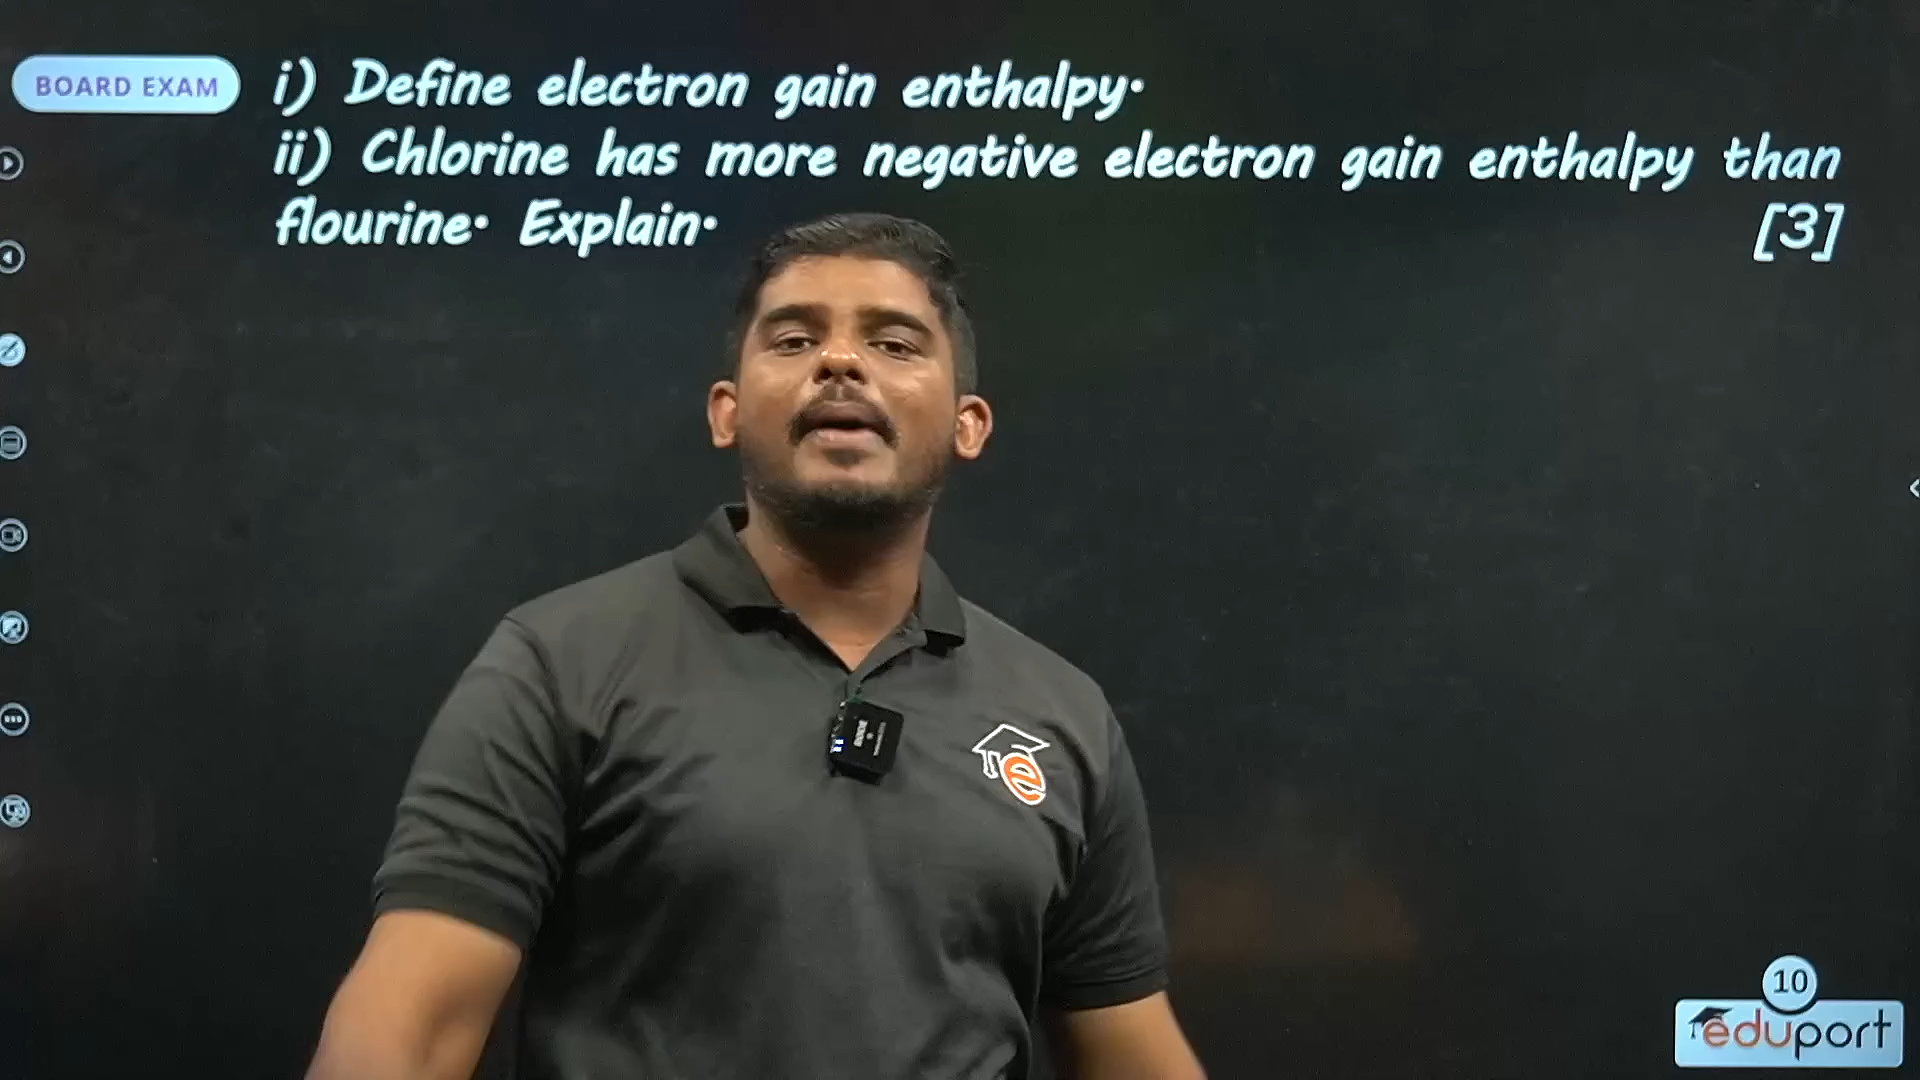 BOARD EXAM
i) Define electron gain enthalpy.
ii) Chlorine has more negative electron gain enthalpy than
flourine. Explain. [3]
10
eduport